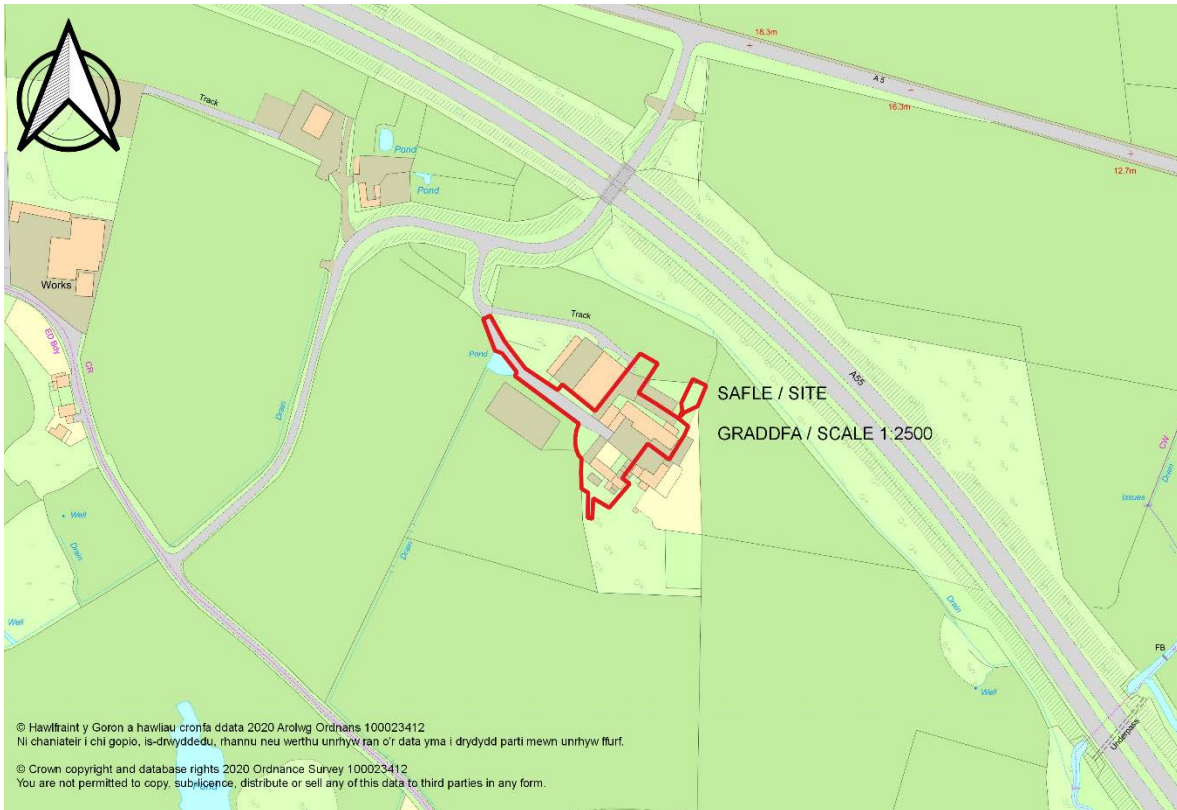 18.3m
A 5
16.3m
12.7m
Track
Pond
Pond
Works
ED Bdy
CR
Track
Pond
Drain
A55
SAFLE / SITE
GRADDFA / SCALE 1:2500
CW
Drain
Issues
Well
Drain
Drain
Drain
Well
Well
FB
Underpass
© Hawlfraint y Goron a hawliau cronfa ddata 2020 Arolwg Ordnans 100023412
Ni chaniateir i chi gopio, is-drwyddedu, rhannu neu werthu unrhyw ran o'r data yma i drydydd parti mewn unrhyw ffurf.
© Crown copyright and database rights 2020 Ordnance Survey 100023412
You are not permitted to copy, sub-licence, distribute or sell any of this data to third parties in any form.
Pond